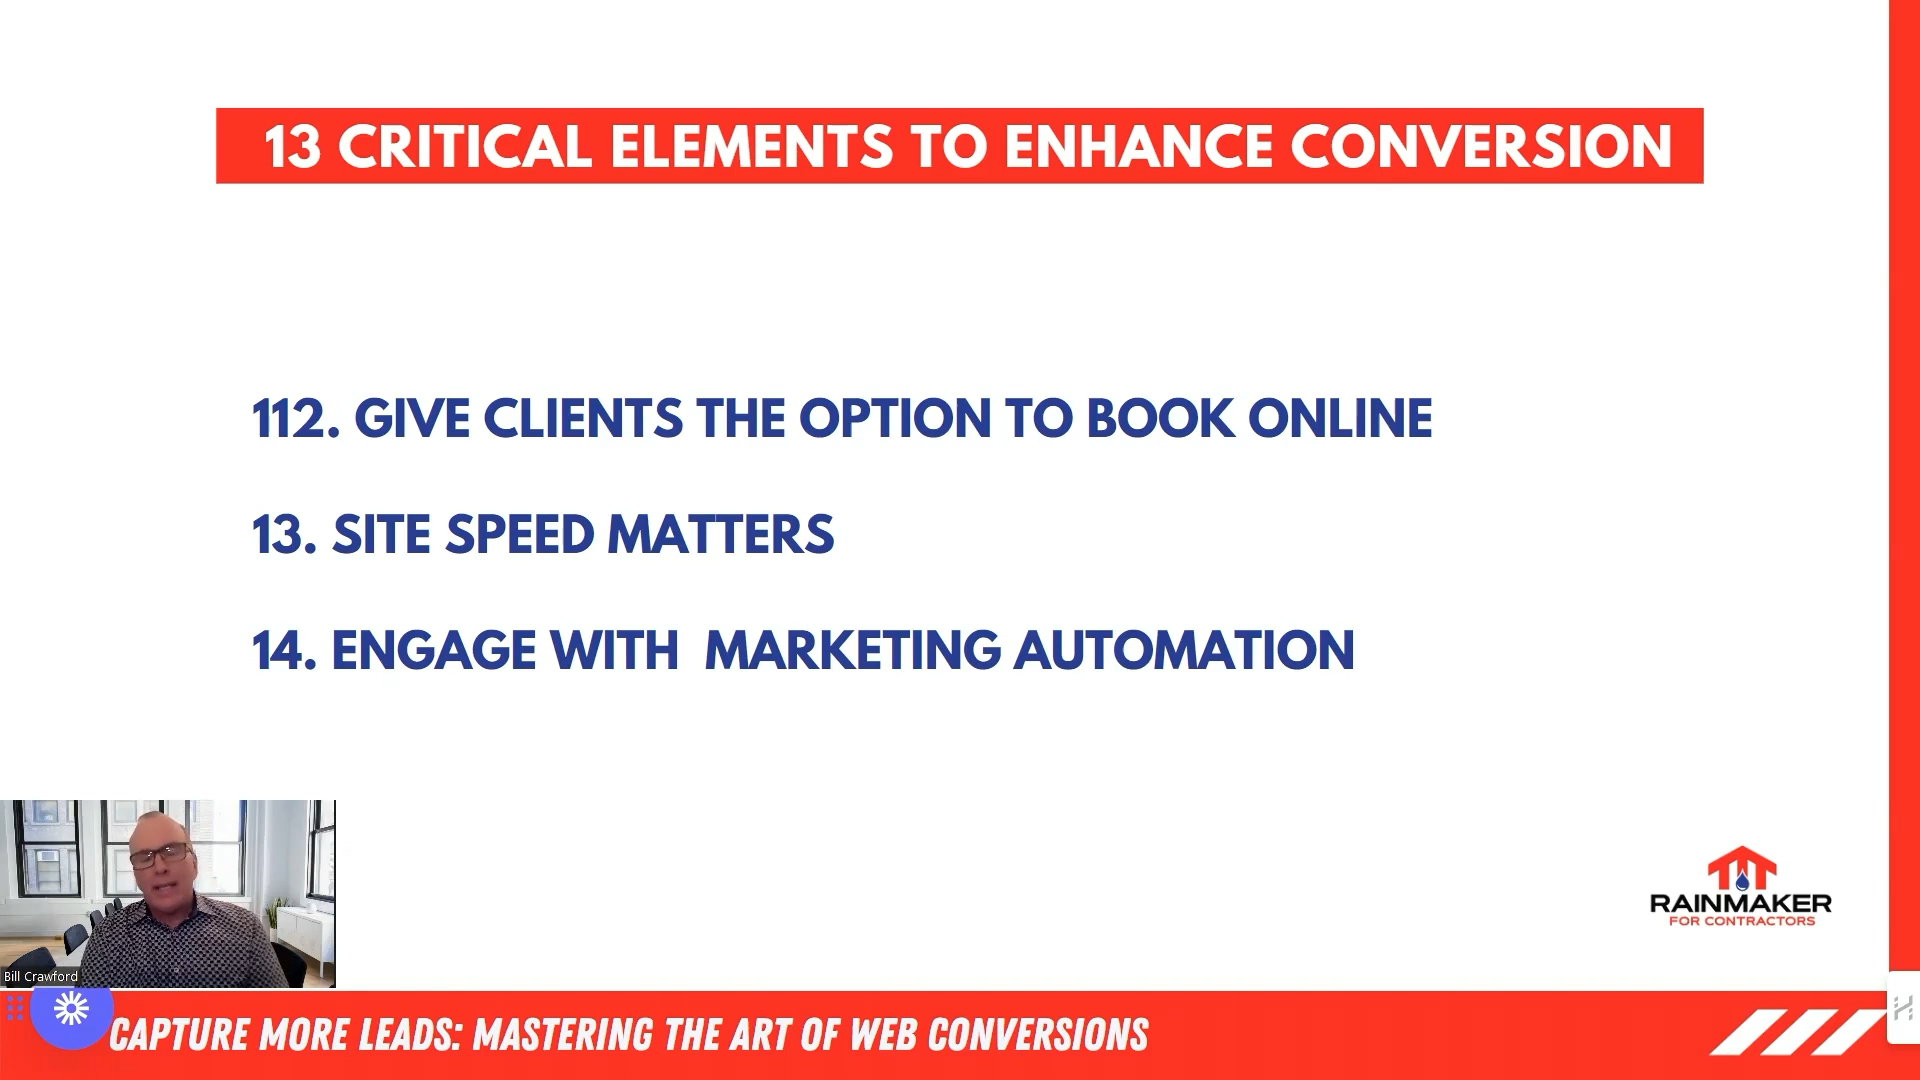 13 CRITICAL ELEMENTS TO ENHANCE CONVERSION
112. GIVE CLIENTS THE OPTION TO BOOK ONLINE
13. SITE SPEED MATTERS
14. ENGAGE WITH  MARKETING AUTOMATION
RAINMAKER
FOR CONTRACTORS
Bill Crawford
CAPTURE MORE LEADS: MASTERING THE ART OF WEB CONVERSIONS